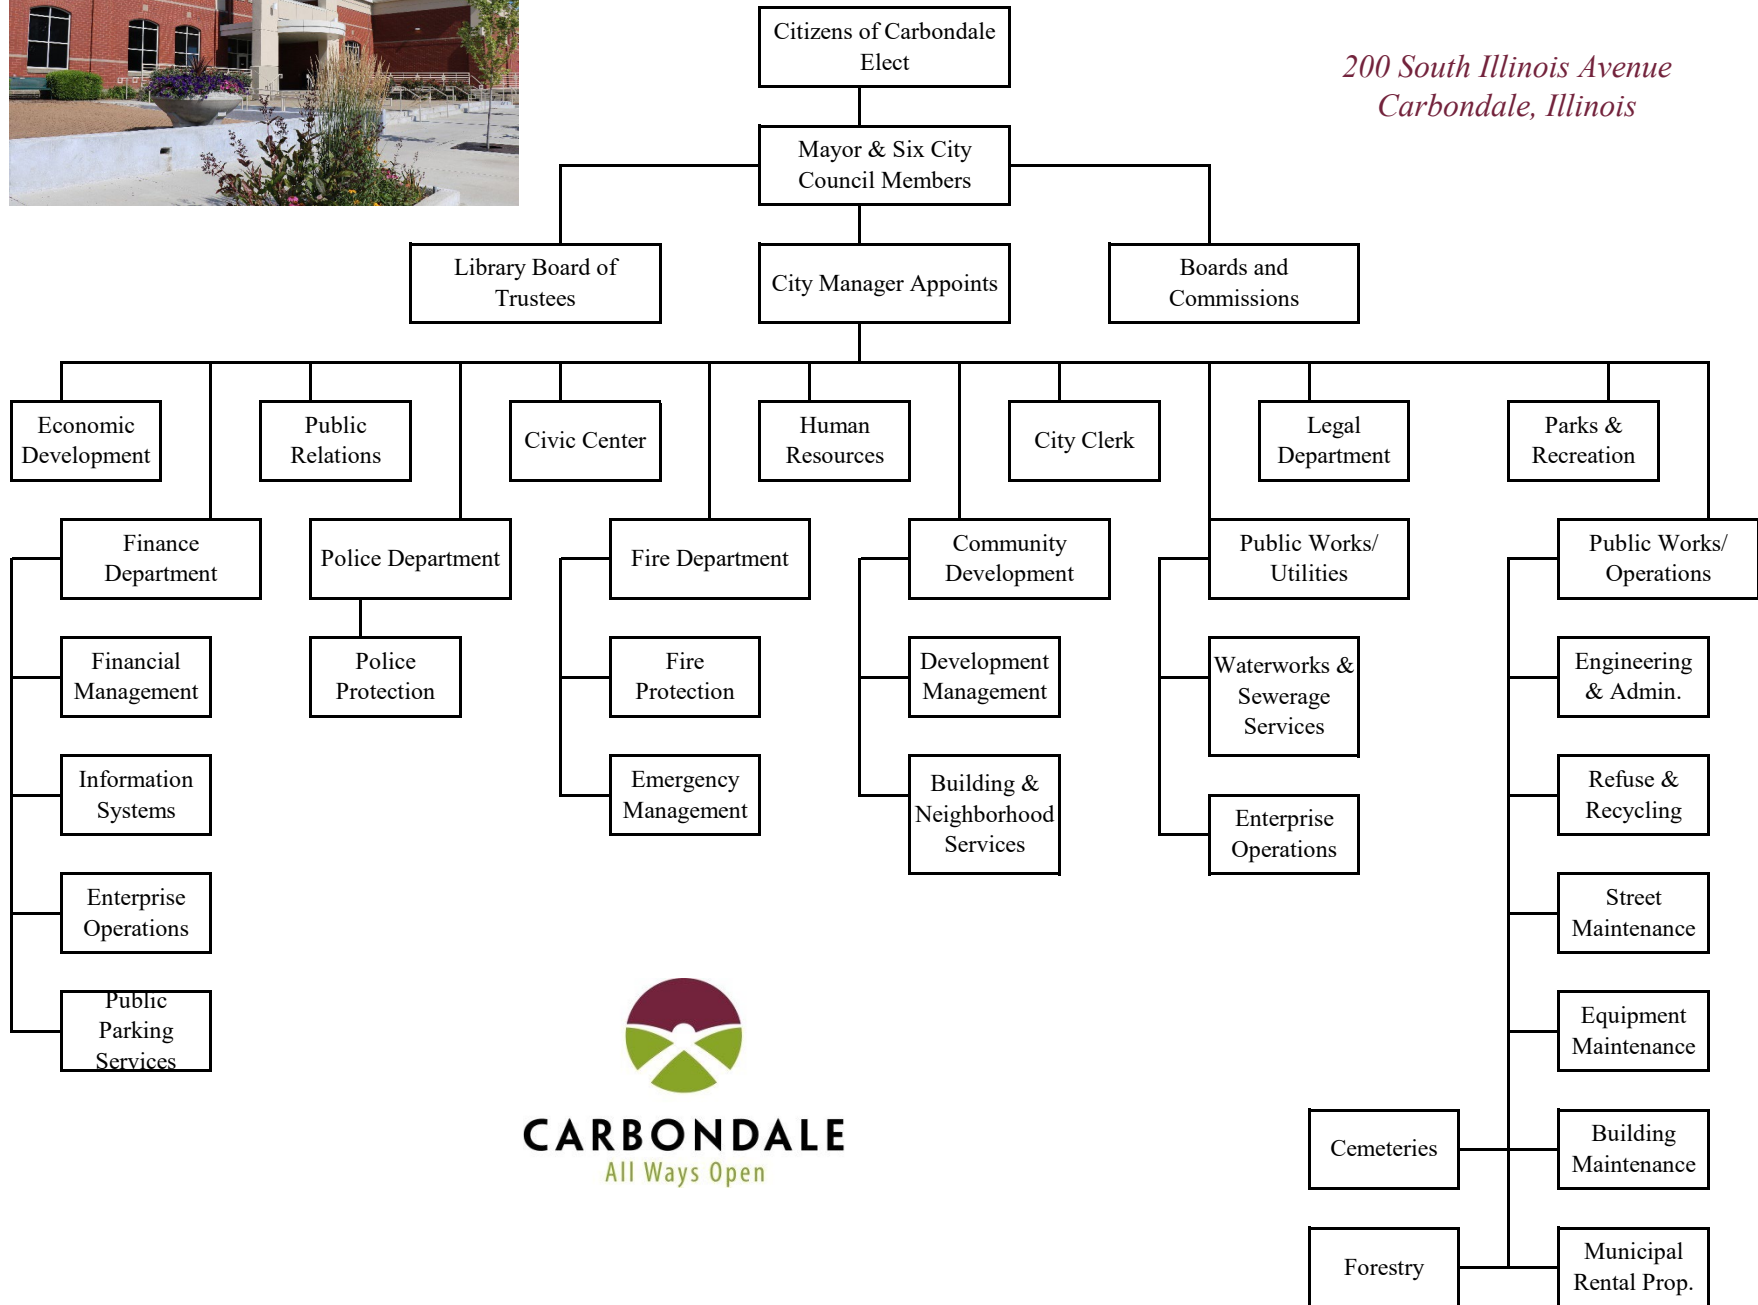 Citizens of Carbondale
Elect
200 South Illinois Avenue
Carbondale, Illinois
Mayor & Six City
Council Members
Library Board of
Trustees
City Manager Appoints
Boards and
Commissions
Economic
Development
Public
Relations
Civic Center
Human
Resources
City Clerk
Legal
Department
Parks &
Recreation
Finance
Department
Police Department
Fire Department
Community
Development
Public Works/
Utilities
Public Works/
Operations
Financial
Management
Police
Protection
Fire
Protection
Development
Management
Waterworks &
Sewerage
Services
Engineering
& Admin.
Information
Systems
Emergency
Management
Building &
Neighborhood
Services
Enterprise
Operations
Refuse &
Recycling
Enterprise
Operations
Street
Maintenance
Public
Parking
Services
Equipment
Maintenance
CARBONDALE
All Ways Open
Cemeteries
Building
Maintenance
Forestry
Municipal
Rental Prop.